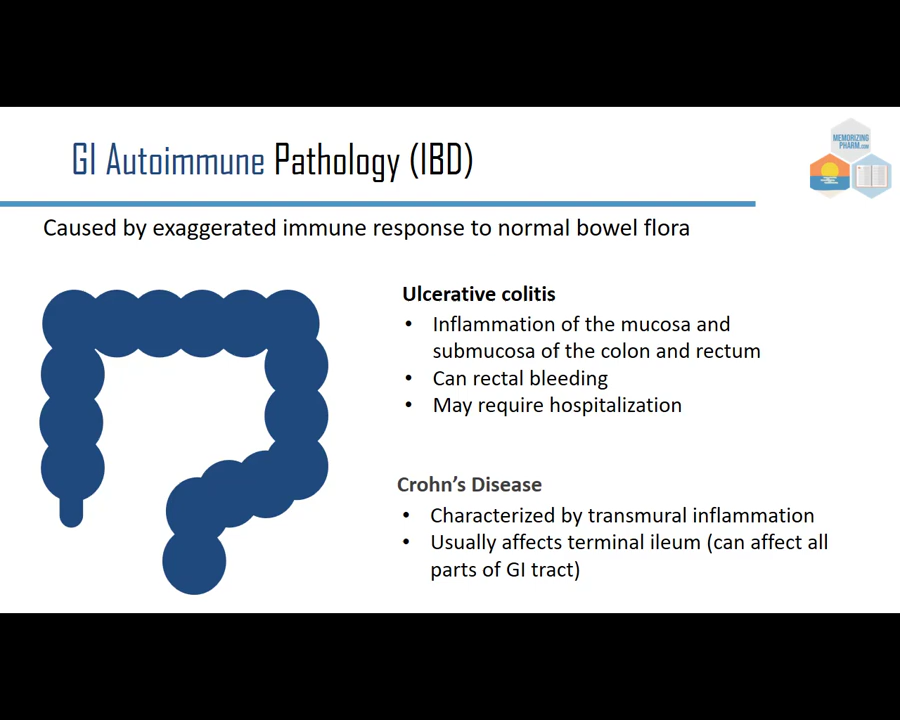 GI Autoimmune Pathology (IBD)
MEMORIZING
PHARM.COM
Caused by exaggerated immune response to normal bowel flora
Ulcerative colitis
• Inflammation of the mucosa and
submucosa of the colon and rectum
• Can rectal bleeding
• May require hospitalization
Crohn's Disease
• Characterized by transmural inflammation
• Usually affects terminal ileum (can affect all
parts of GI tract)